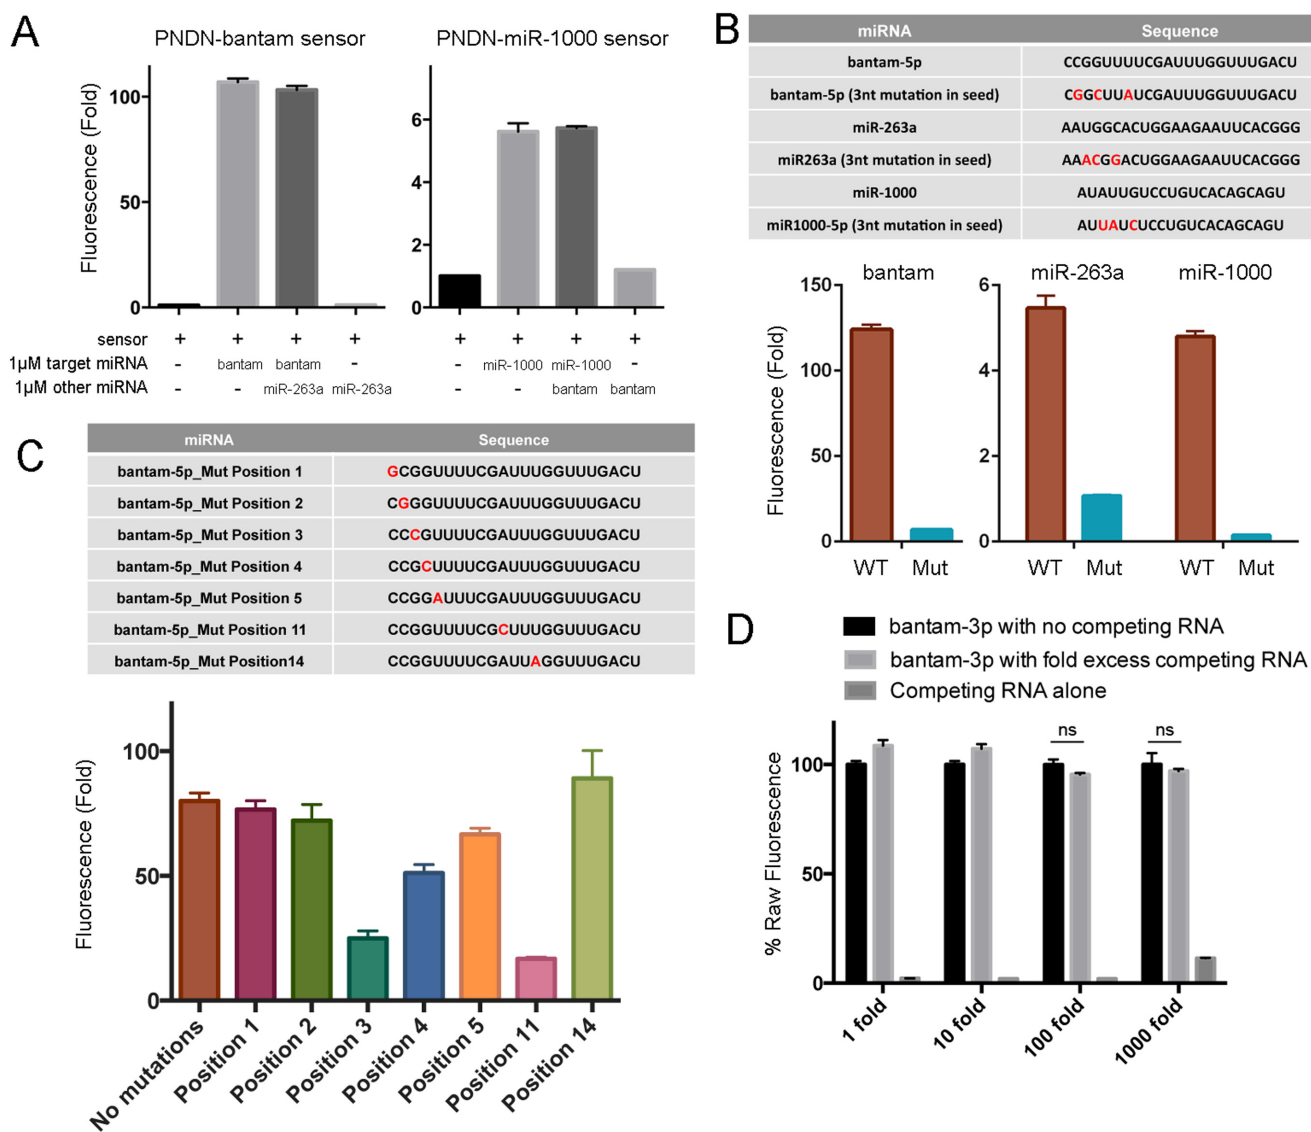 A
PNDN-bantam sensor
PNDN-miR-1000 sensor
Fluorescence (Fold)
100
50
0
6
4
2
0
sensor + + + + + + + +
1µM target miRNA - bantam bantam - - miR-1000 miR-1000 -
1µM other miRNA - - miR-263a miR-263a - - bantam bantam
B
miRNA Sequence
bantam-5p CCGGUUUUCGAUUUGGUUUGACU
bantam-5p (3nt mutation in seed) CGGCUUAUCGAUUUGGUUUGACU
miR-263a AAUGGCACUGGAAGAAUUCACGGG
miR263a (3nt mutation in seed) AAACGGACUGGAAGAAUUCACGGG
miR-1000 AUAUUGUCCUGUCACAGCAGU
miR1000-5p (3nt mutation in seed) AUUAUCUCCUGUCACAGCAGU
bantam
miR-263a
miR-1000
Fluorescence (Fold)
150
100
50
0
6
4
2
0
WT Mut WT Mut WT Mut
C
miRNA Sequence
bantam-5p_Mut Position 1 GCGGUUUUCGAUUUGGUUUGACU
bantam-5p_Mut Position 2 CGGGUUUUCGAUUUGGUUUGACU
bantam-5p_Mut Position 3 CCCGUUUUCGAUUUGGUUUGACU
bantam-5p_Mut Position 4 CCGCUUUUCGAUUUGGUUUGACU
bantam-5p_Mut Position 5 CCGGAUUUCGAUUUGGUUUGACU
bantam-5p_Mut Position 11 CCGGUUUUCGCUUUGGUUUGACU
bantam-5p_Mut Position14 CCGGUUUUCGAUUAGGUUUGACU
Fluorescence (Fold)
100
50
0
No mutations
Position 1
Position 2
Position 3
Position 4
Position 5
Position 11
Position 14
D
bantam-3p with no competing RNA
bantam-3p with fold excess competing RNA
Competing RNA alone
% Raw Fluorescence
100
50
0
ns
ns
1 fold
10 fold
100 fold
1000 fold